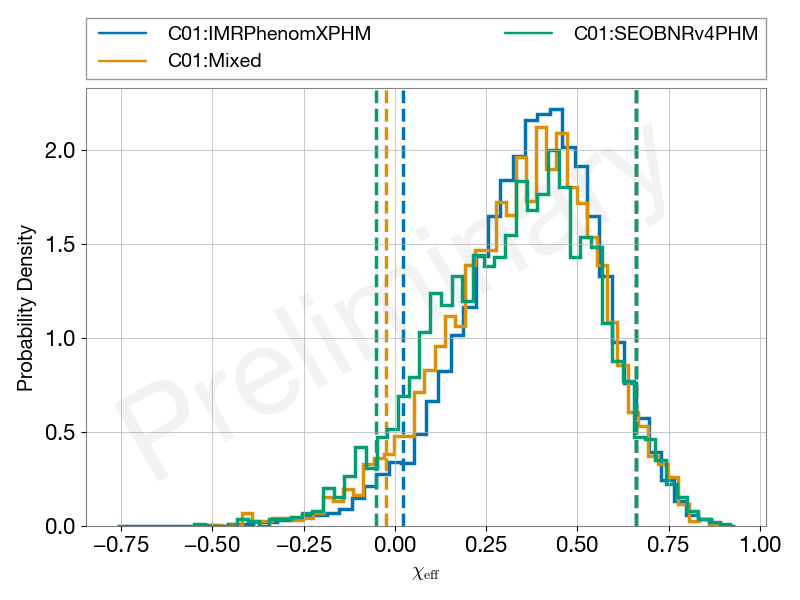 C01:IMRPhenomXPHM
C01:SEOBNRv4PHM
C01:Mixed
Preliminary
Probability Density
2.0
1.5
1.0
0.5
0.0
−0.75 −0.50 −0.25 0.00 0.25 0.50 0.75 1.00
χeff